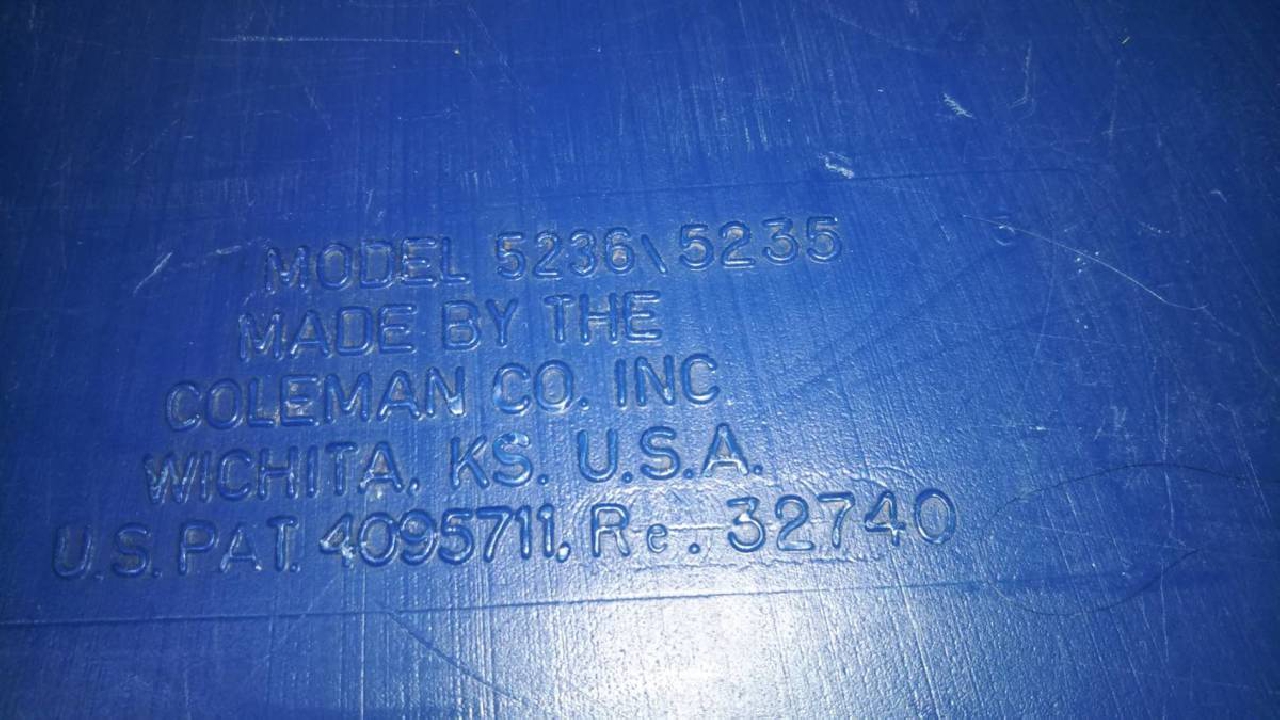 MODEL 5236\5235
MADE BY THE
COLEMAN CO. INC
WICHITA, KS. U.S.A.
U.S. PAT. 4095711, Re. 32740